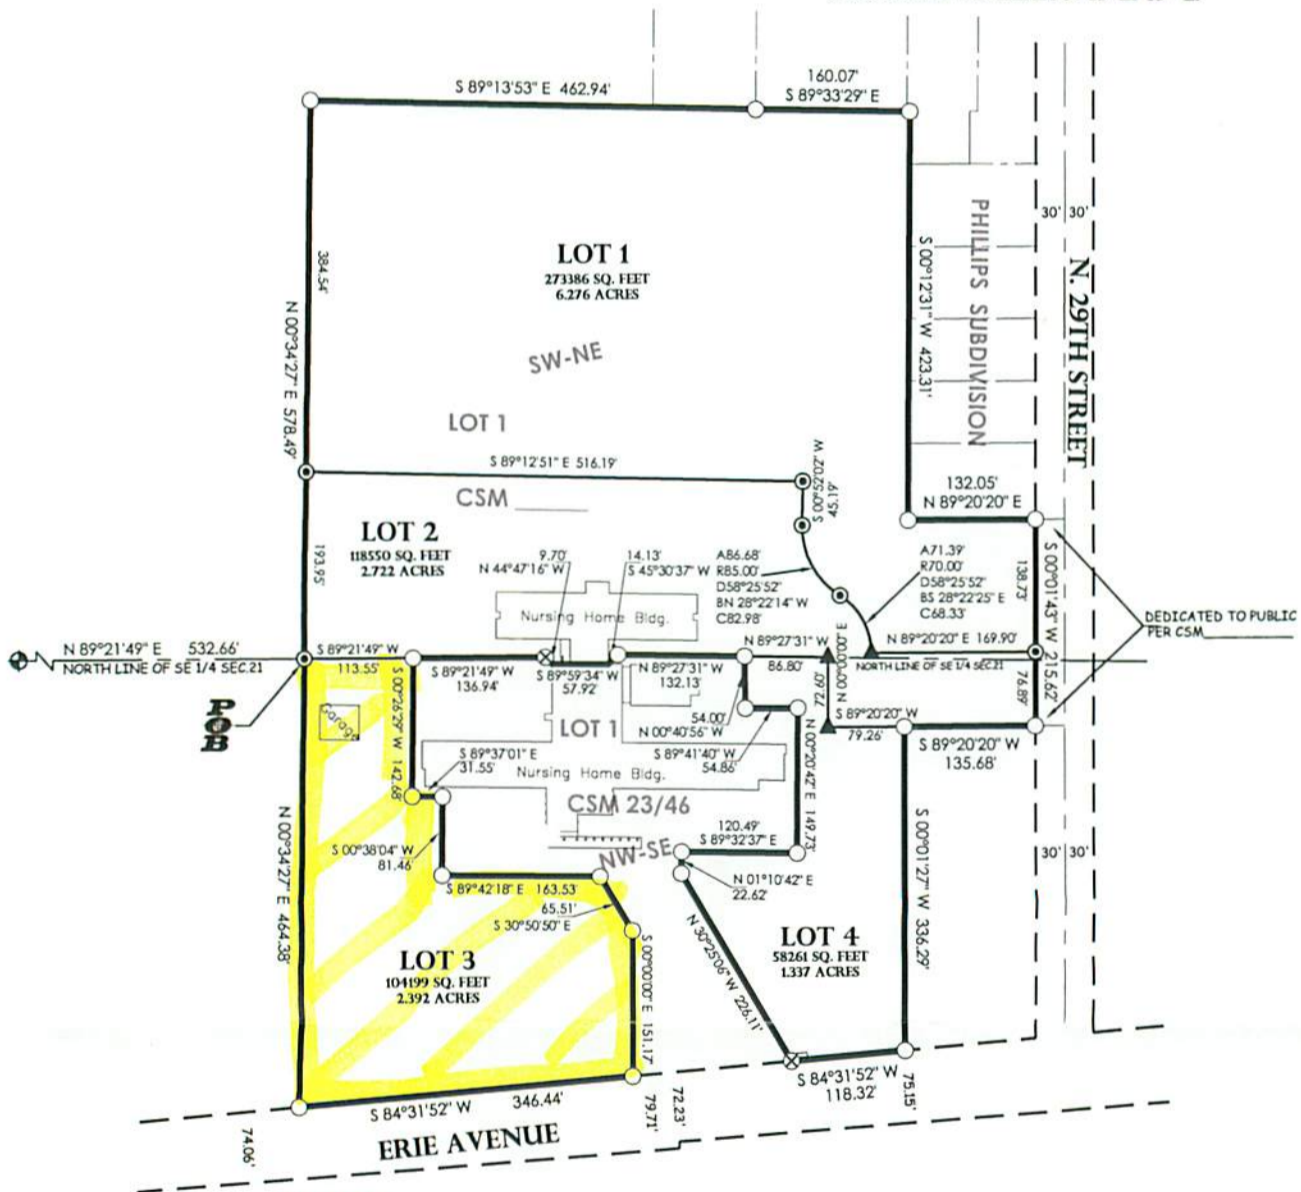 160.07'
S 89°13'53" E 462.94'
S 89°33'29" E
LOT 1
273386 SQ. FEET
6.276 ACRES
384.54'
N 00°34'27" E 578.49'
SW-NE
LOT 1
S 00°12'31" W 423.31'
PHILLIPS SUBDIVISION
30' 30'
N. 29TH STREET
S 89°12'51" E 516.19'
CSM
S 00°52'02" W
45.19'
132.05'
N 89°20'20" E
LOT 2
118550 SQ. FEET
2.722 ACRES
193.95'
9.70'
N 44°47'16" W
14.13'
S 45°30'37" W
A86.68'
R85.00'
D58°25'52"
BN 28°22'14" W
C82.98'
A71.39'
R70.00'
D58°25'52"
BS 28°22'25" E
C68.33'
138.73'
S 00°01'43" W 215.62'
DEDICATED TO PUBLIC
PER CSM
Nursing Home Bldg.
N 89°21'49" E 532.66'
NORTH LINE OF SE 1/4 SEC.21
S 89°21'49" W
113.55'
S 89°21'49" W
136.94'
S 89°59'34" W
57.92'
N 89°27'31" W
132.13'
N 89°27'31" W
86.80'
N 00°00'00" E
72.60'
N 89°20'20" E 169.90'
NORTH LINE OF SE 1/4 SEC.21
76.89'
POB
Garage
S 00°26'29" W 142.68'
LOT 1
54.00'
N 00°40'56" W
S 89°41'40" W
54.86'
S 89°20'20" W
79.26'
S 89°20'20" W
135.68'
S 89°37'01" E
31.55'
Nursing Home Bldg.
CSM 23/46
N 00°20'42" E 149.73'
NW-SE
120.49'
S 89°32'37" E
S 00°38'04" W
81.46'
N 01°10'42" E
22.62'
S 89°42'18" E 163.53'
65.51'
S 30°50'50" E
N 00°34'27" E 464.38'
LOT 3
104199 SQ. FEET
2.392 ACRES
S 00°00'00" E 151.17'
N 30°25'06" W 226.11'
LOT 4
58261 SQ. FEET
1.337 ACRES
S 00°01'27" W 336.29'
30' 30'
S 84°31'52" W 346.44'
S 84°31'52" W
118.32'
75.15'
72.23'
79.71'
74.06'
ERIE AVENUE